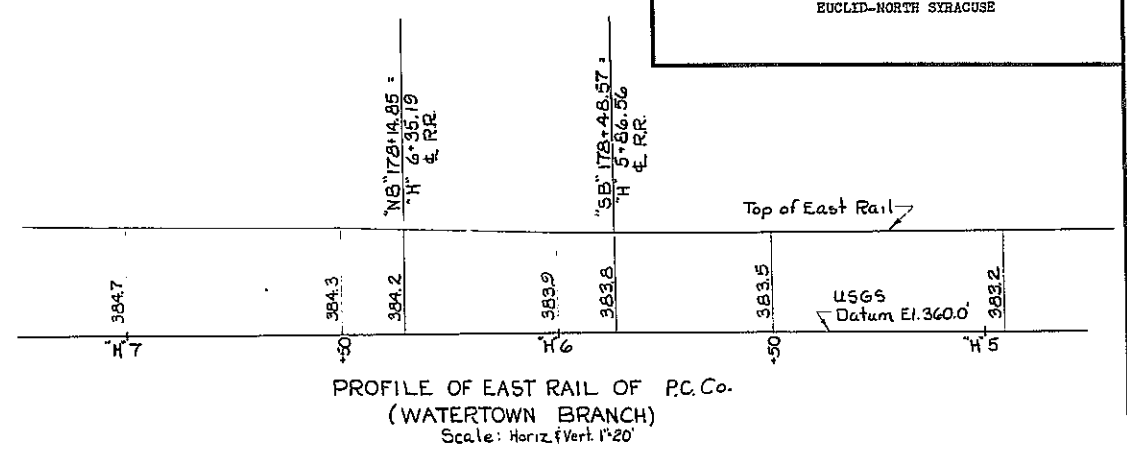 EUCLID-NORTH SYRACUSE
"NB" 178+14.85 =
"H" 6+35.19
℄ R.R.
"SB" 178+48.57 =
"H" 5+86.56
℄ R.R.
Top of East Rail
384.7
384.3
384.2
383.9
383.8
383.5
383.2
USGS
Datum El. 360.0'
"H" 7
+50
"H" 6
+50
"H" 5
PROFILE OF EAST RAIL OF P.C. Co.
(WATERTOWN BRANCH)
Scale: Horiz & Vert. 1"=20'